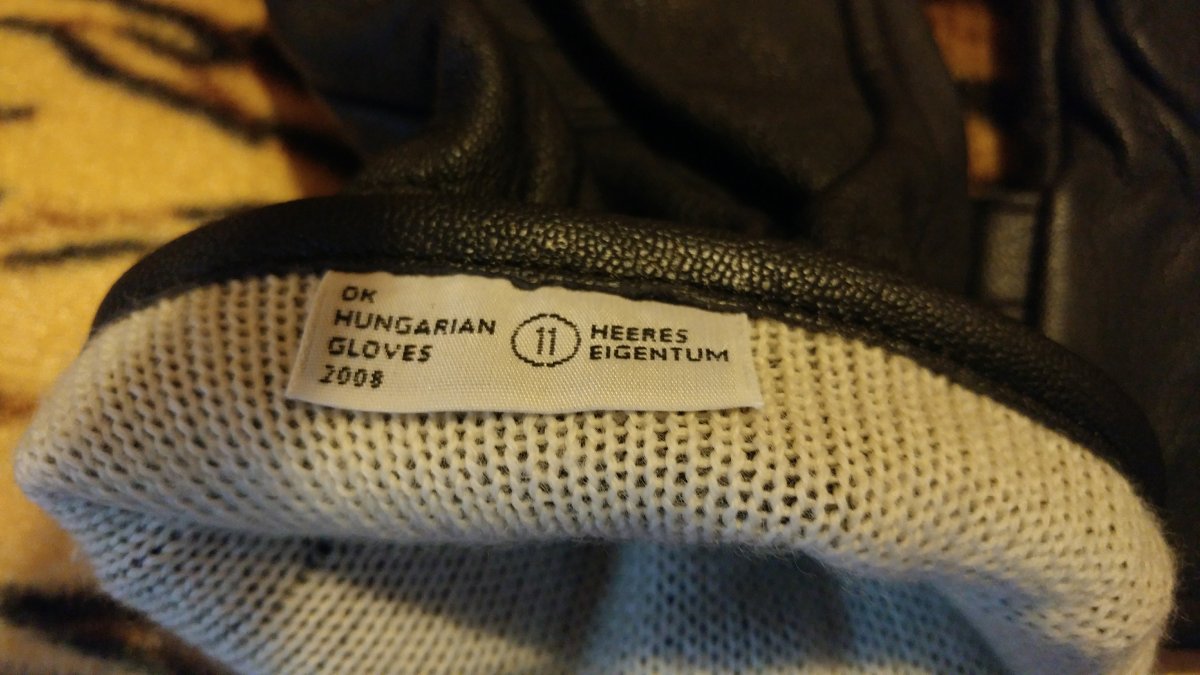 OK
HUNGARIAN
GLOVES
2008
11
HEERES
EIGENTUM